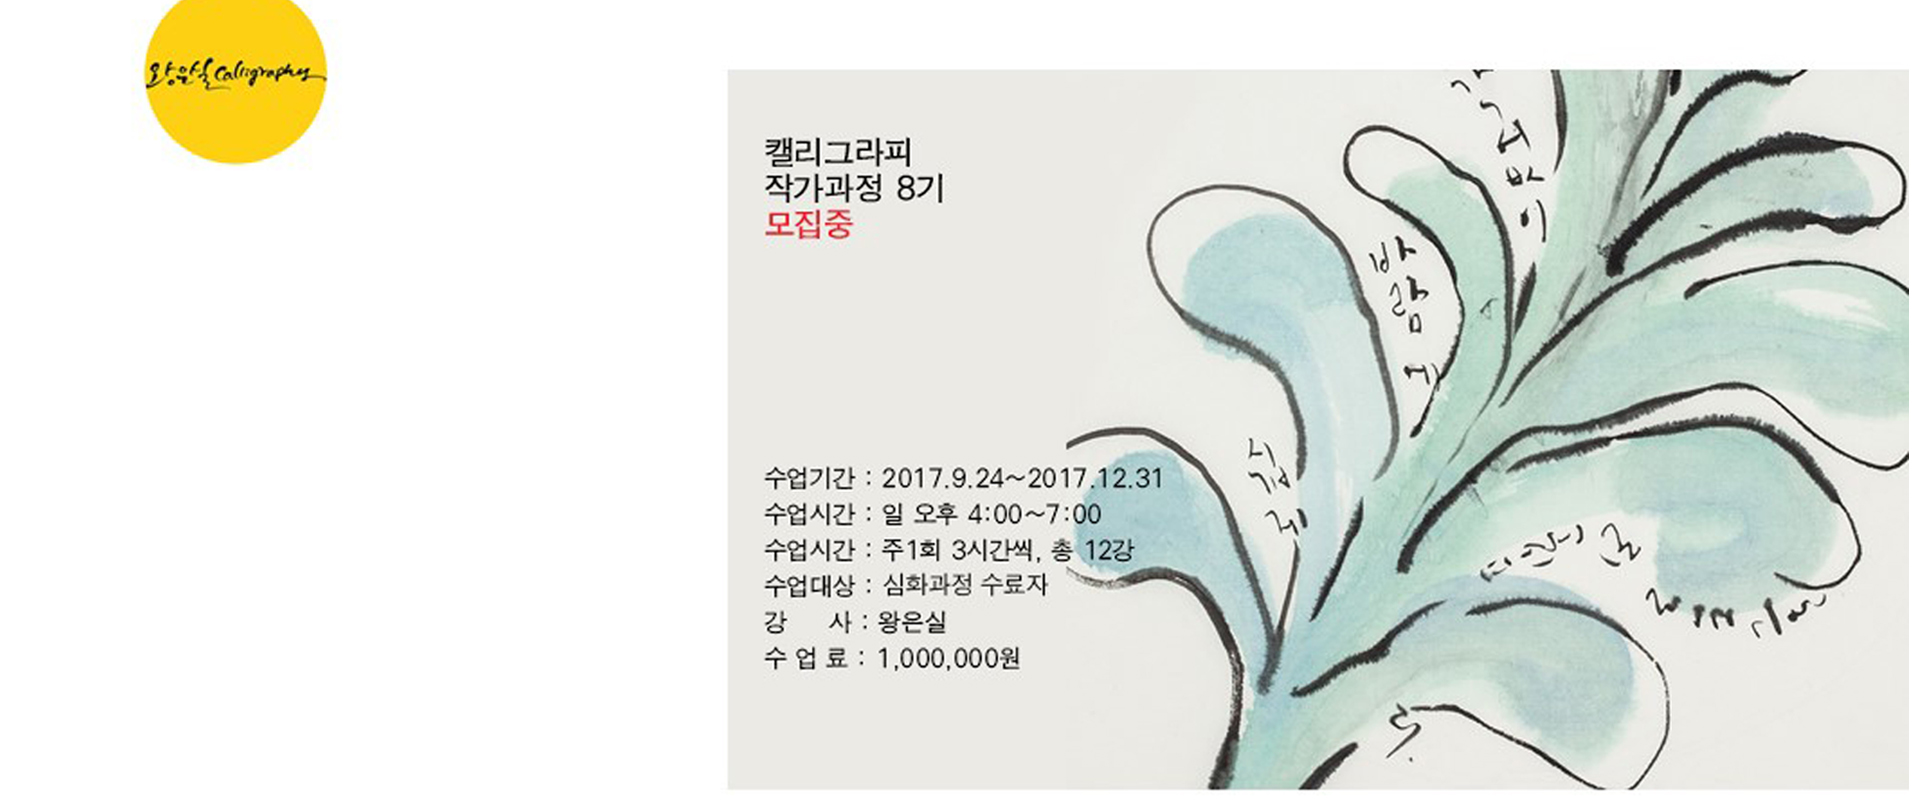 왕은실 Calligraphy
캘리그라피
작가과정 8기
모집중
바
람
에
수업기간 : 2017.9.24~2017.12.31
수업시간 : 일 오후 4:00~7:00
수업시간 : 주1회 3시간씩, 총 12강
수업대상 : 심화과정 수료자
강 사 : 왕은실
수 업 료 : 1,000,000원